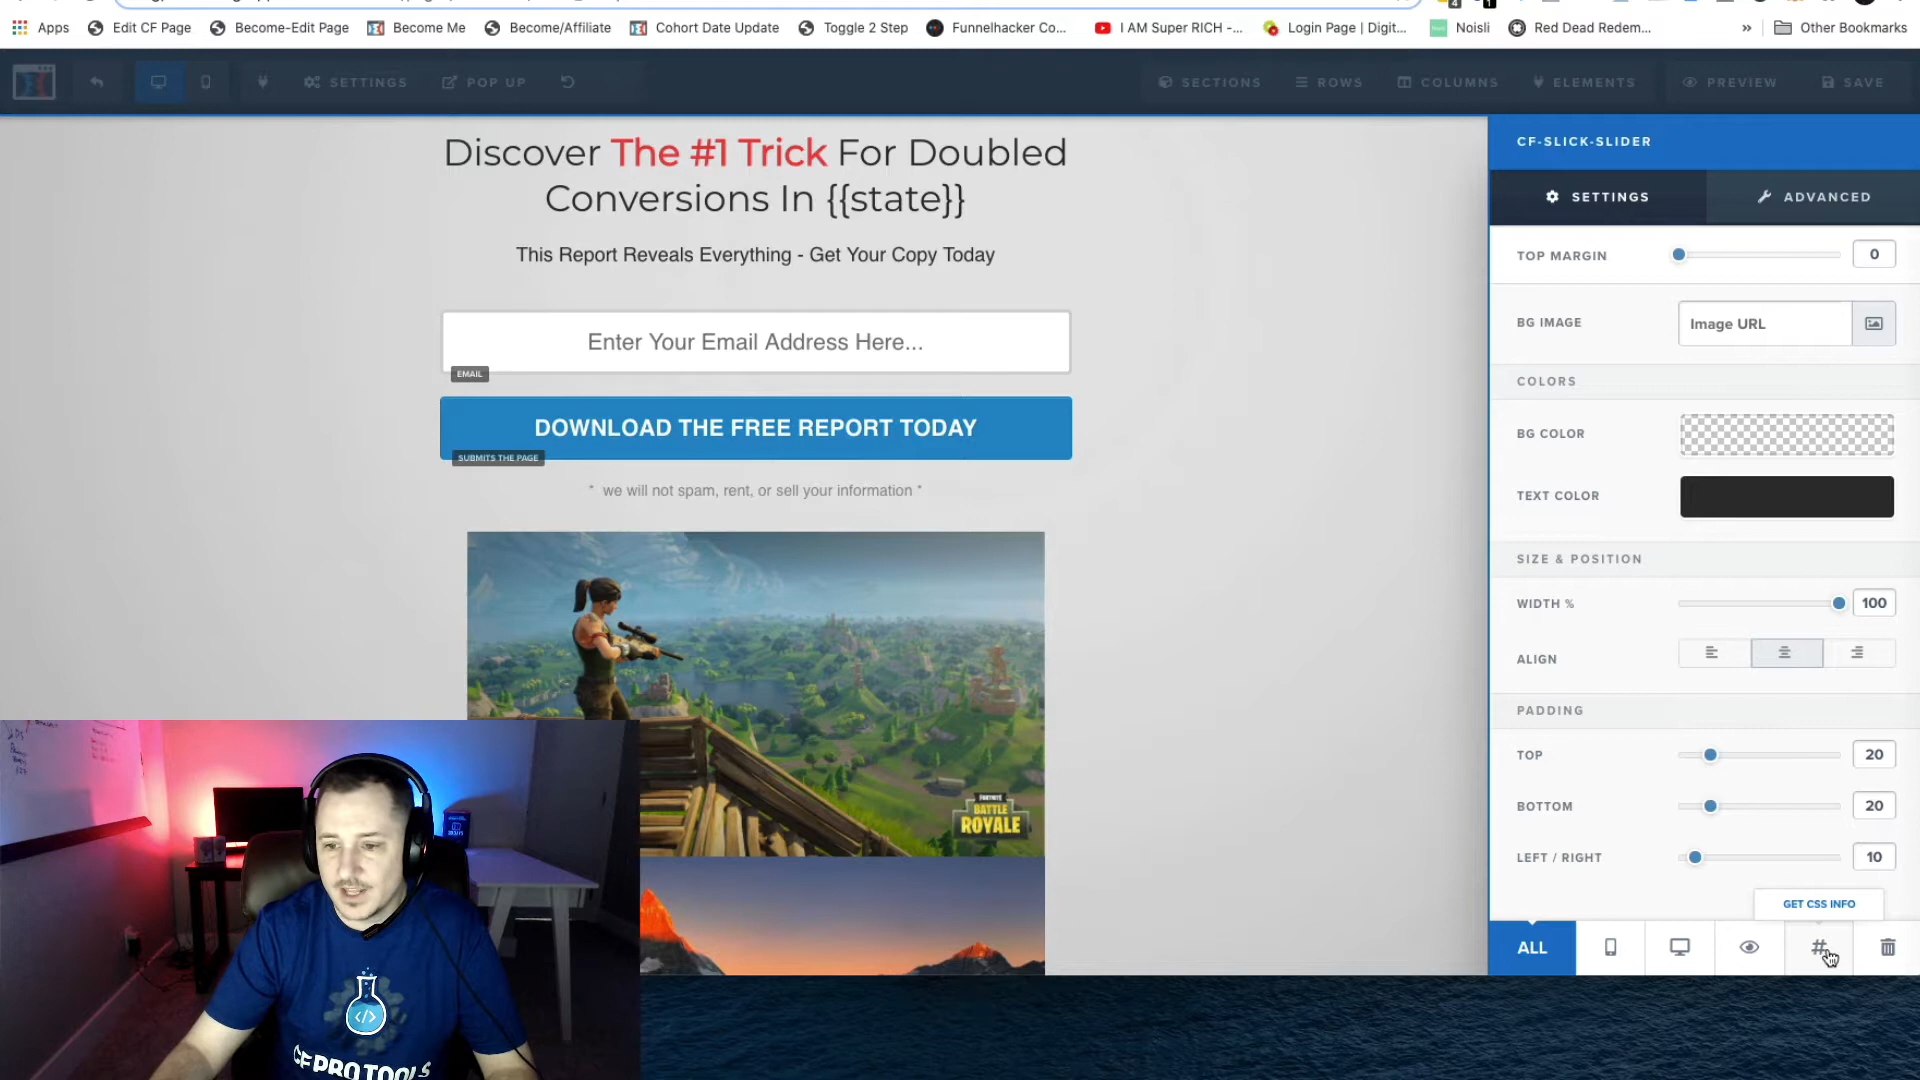 Apps
Edit CF Page
Become-Edit Page
Become Me
Become/Affiliate
Cohort Date Update
Toggle 2 Step
Funnelhacker Co...
I AM Super RICH -...
Login Page | Digit...
Noisli
Red Dead Redem...
»
Other Bookmarks
SETTINGS
POP UP
SECTIONS
ROWS
COLUMNS
ELEMENTS
PREVIEW
SAVE
Discover The #1 Trick For Doubled
Conversions In {{state}}
This Report Reveals Everything - Get Your Copy Today
Enter Your Email Address Here...
EMAIL
DOWNLOAD THE FREE REPORT TODAY
SUBMITS THE PAGE
* we will not spam, rent, or sell your information *
FORTNITE
BATTLE
ROYALE
CF PRO TOOLS
CF-SLICK-SLIDER
SETTINGS
ADVANCED
TOP MARGIN
0
BG IMAGE
Image URL
COLORS
BG COLOR
TEXT COLOR
SIZE & POSITION
WIDTH %
100
ALIGN
PADDING
TOP
20
BOTTOM
20
LEFT / RIGHT
10
GET CSS INFO
ALL
#